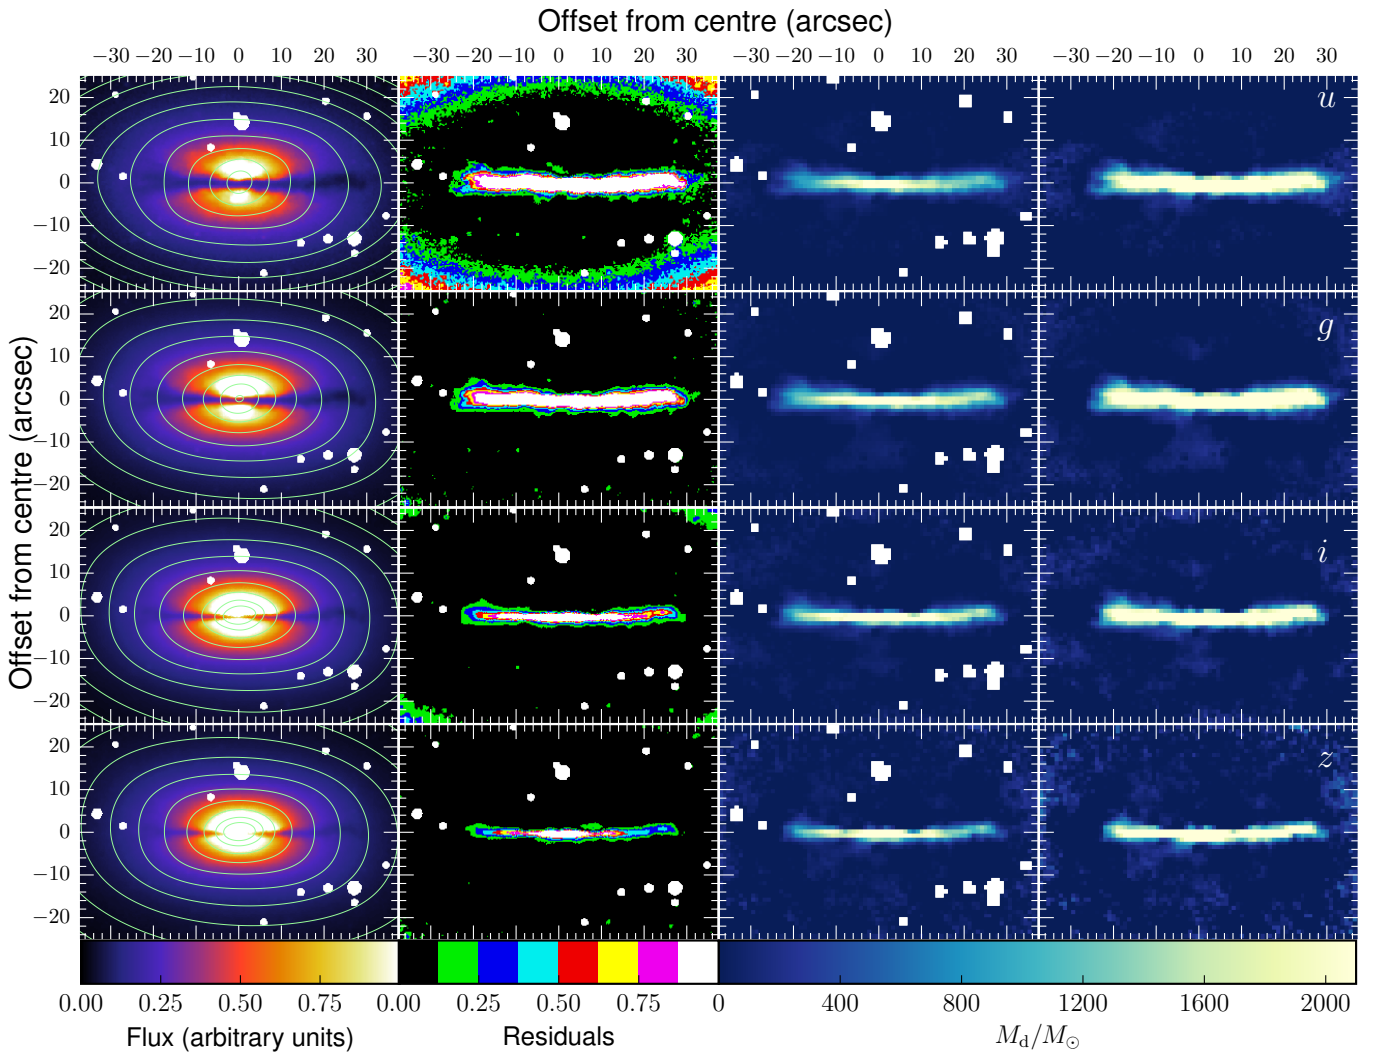 Offset from centre (arcsec)
−30 −20 −10 0 10 20 30 −30 −20 −10 0 10 20 30 −30 −20 −10 0 10 20 30 −30 −20 −10 0 10 20 30
Offset from centre (arcsec)
20
10
0
−10
−20
u
20
10
0
−10
−20
g
20
10
0
−10
−20
i
20
10
0
−10
−20
z
0.00 0.25 0.50 0.75 0.00 0.25 0.50 0.75 0 400 800 1200 1600 2000
Flux (arbitrary units) Residuals M_d/M_⊙